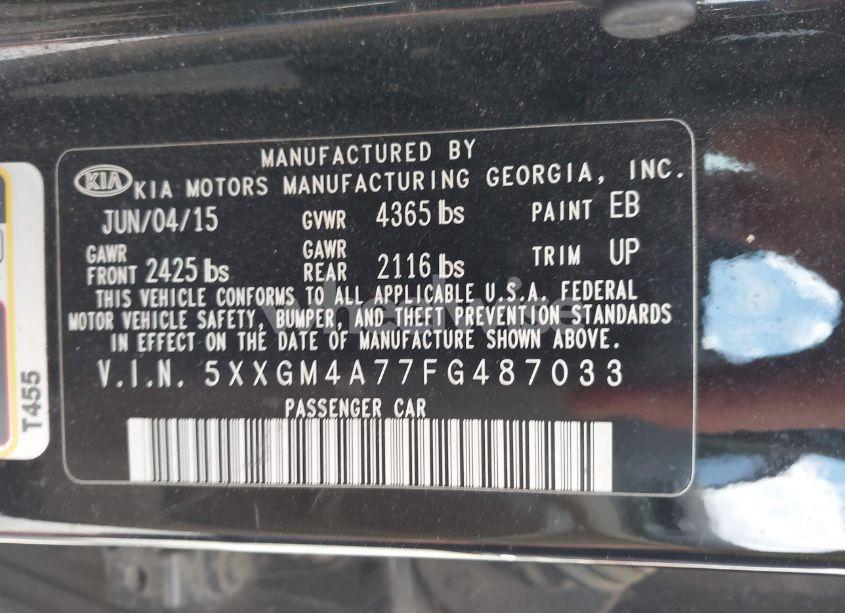 MANUFACTURED BY
KIA KIA MOTORS MANUFACTURING GEORGIA, INC.
JUN/04/15 GVWR 4365 lbs PAINT EB
GAWR FRONT 2425 lbs GAWR REAR 2116 lbs TRIM UP
THIS VEHICLE CONFORMS TO ALL APPLICABLE U.S.A. FEDERAL
MOTOR VEHICLE SAFETY, BUMPER, AND THEFT PREVENTION STANDARDS
IN EFFECT ON THE DATE OF MANUFACTURE SHOWN ABOVE.
V.I.N. 5XXGM4A77FG487033
PASSENGER CAR
T455